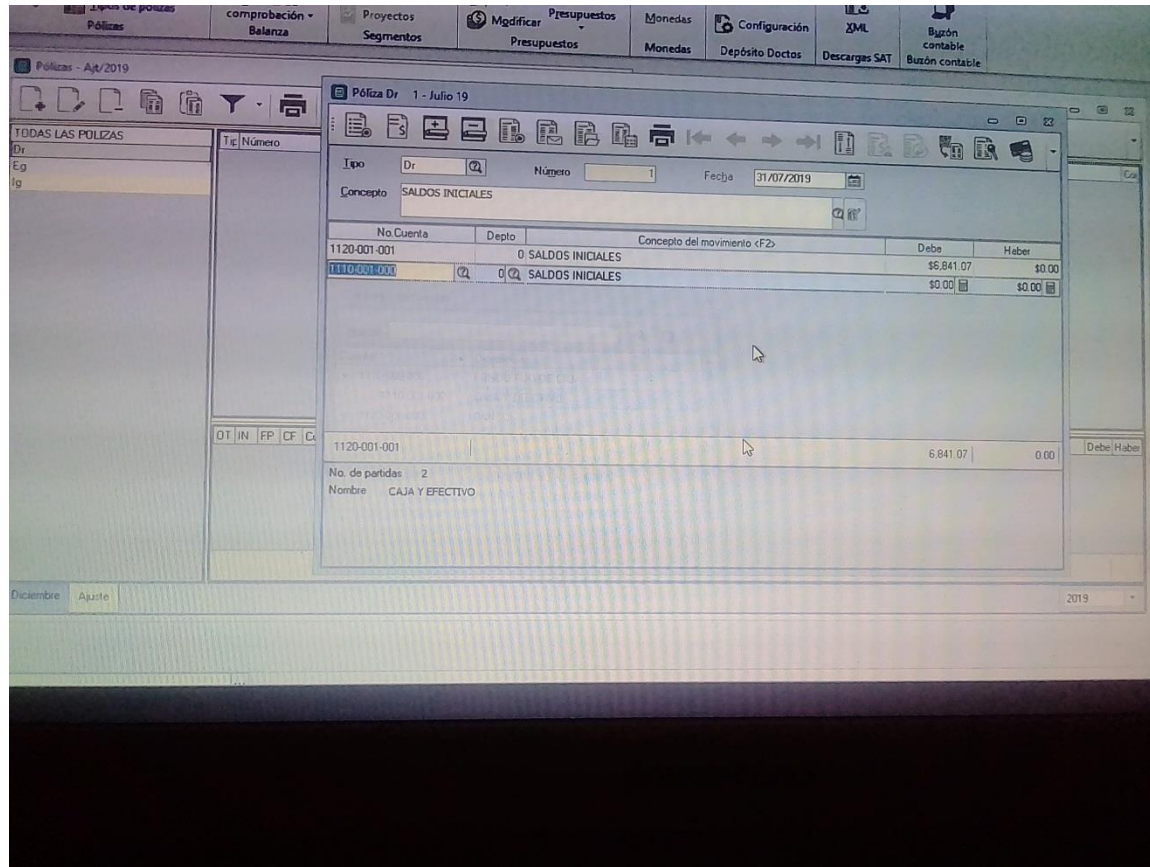 Tipos de pólizas
Pólizas
comprobación
Balanza
Proyectos
Segmentos
Modificar Presupuestos
Presupuestos
Monedas
Monedas
Configuración
Depósito Doctos
XML
Descargas SAT
Buzón
contable
Buzón contable
Pólizas - Ajt/2019
TODAS LAS POLIZAS
Dr
Eg
Ig
Tip Número
Póliza Dr 1 - Julio 19
Tipo Dr Número 1 Fecha 31/07/2019
Concepto SALDOS INICIALES
No.Cuenta Depto Concepto del movimiento <F2> Debe Haber
1120-001-001 0 SALDOS INICIALES $6,841.07 $0.00
1110-001-000 0 SALDOS INICIALES $0.00 $0.00
OT IN FP CF
Debe Haber
1120-001-001 6,841.07 0.00
No. de partidas 2
Nombre CAJA Y EFECTIVO
Diciembre Ajuste 2019